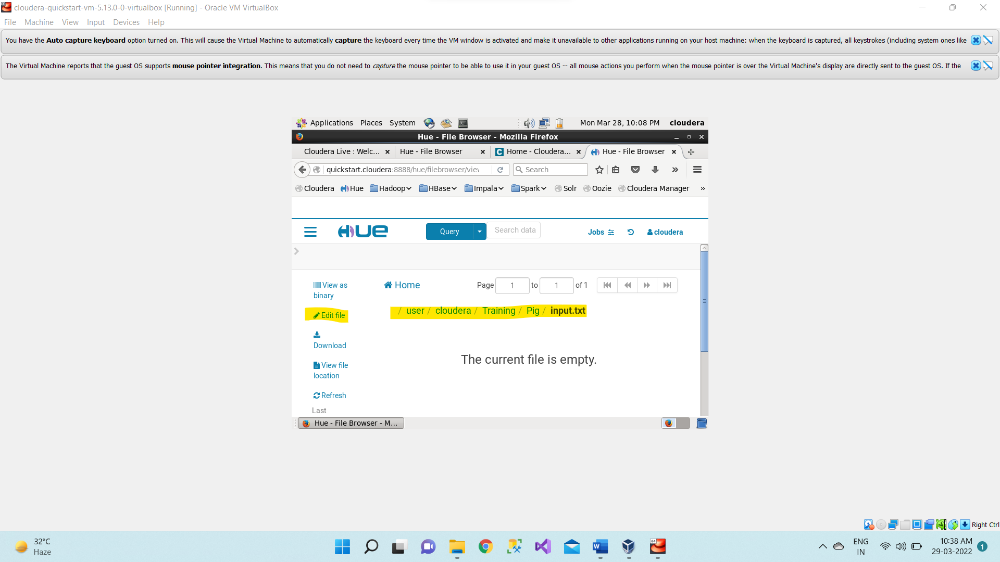 cloudera-quickstart-vm-5.13.0-0-virtualbox [Running] - Oracle VM VirtualBox
File Machine View Input Devices Help
You have the Auto capture keyboard option turned on. This will cause the Virtual Machine to automatically capture the keyboard every time the VM window is activated and make it unavailable to other applications running on your host machine: when the keyboard is captured, all keystrokes (including system ones like
The Virtual Machine reports that the guest OS supports mouse pointer integration. This means that you do not need to capture the mouse pointer to be able to use it in your guest OS -- all mouse actions you perform when the mouse pointer is over the Virtual Machine's display are directly sent to the guest OS. If the
Applications Places System Mon Mar 28, 10:08 PM cloudera
Hue - File Browser - Mozilla Firefox
Cloudera Live : Welc... Hue - File Browser Home - Cloudera... Hue - File Browser
quickstart.cloudera:8888/hue/filebrowser/view Search
Cloudera Hue Hadoop HBase Impala Spark Solr Oozie Cloudera Manager »
HUE Query Search data Jobs cloudera
View as
binary
Home Page 1 to 1 of 1
Edit file
/ user / cloudera / Training / Pig / input.txt
Download
The current file is empty.
View file
location
Refresh
Last
Hue - File Browser - M...
Right Ctrl
32°C
Haze
ENG
IN
10:38 AM
29-03-2022
1